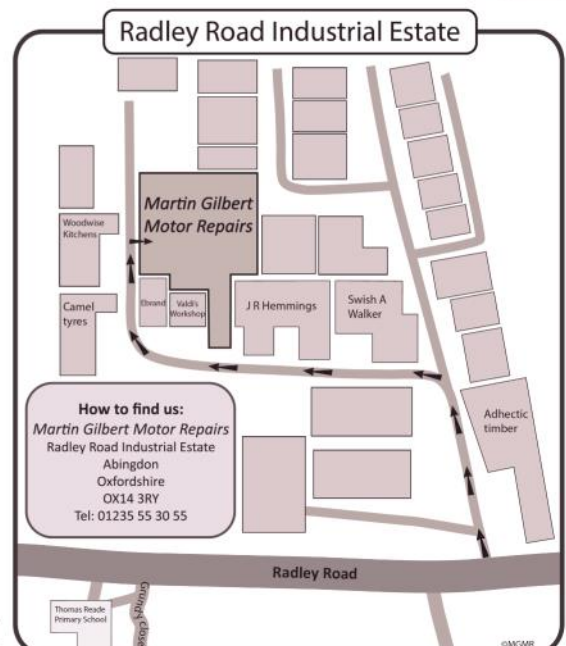 Radley Road Industrial Estate
Martin Gilbert
Motor Repairs
Woodwise
Kitchens
Ebrand
Valdi's
Workshop
J R Hemmings
Swish A
Walker
Camel
tyres
How to find us:
Martin Gilbert Motor Repairs
Radley Road Industrial Estate
Abingdon
Oxfordshire
OX14 3RY
Tel: 01235 55 30 55
Adhectic
timber
Radley Road
Thomas Reade
Primary School
Grundy Close
©MGMR